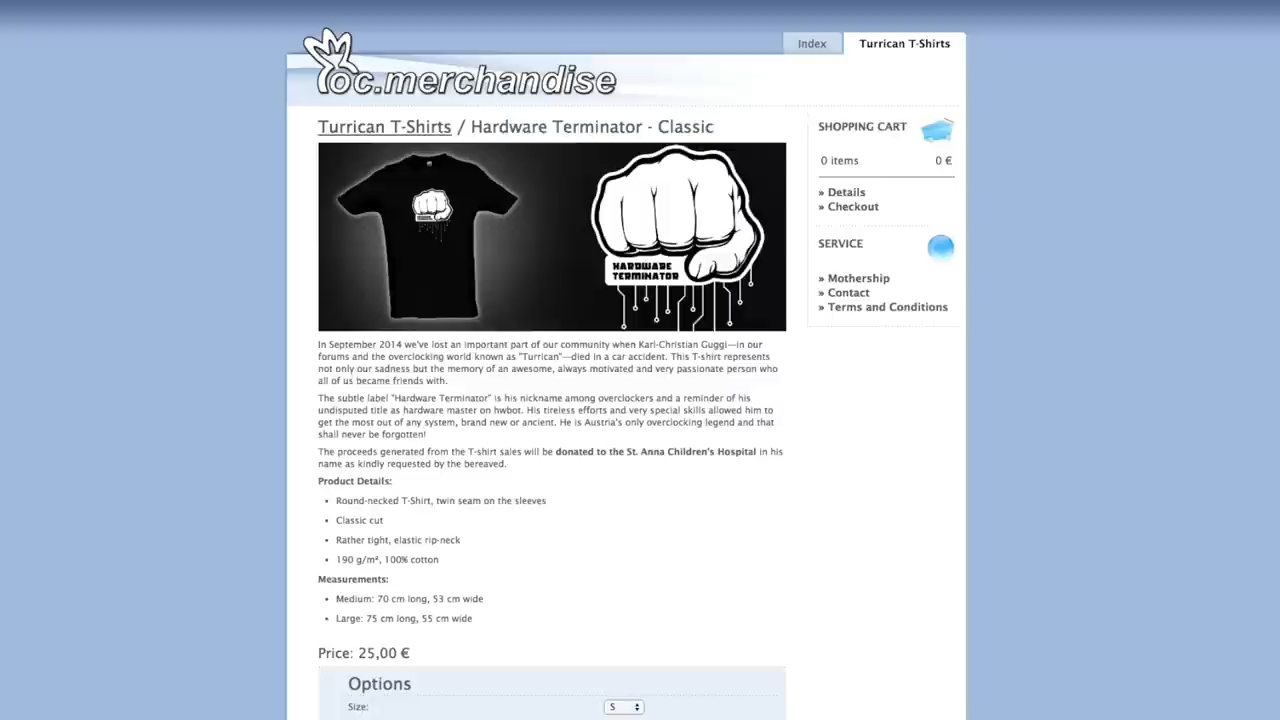 Index
Turrican T-Shirts
oc.merchandise
Turrican T-Shirts / Hardware Terminator - Classic
HARDWARE
TERMINATOR
In September 2014 we've lost an important part of our community when Karl-Christian Guggi—in our
forums and the overclocking world known as "Turrican"—died in a car accident. This T-shirt represents
not only our sadness but the memory of an awesome, always motivated and very passionate person who
all of us became friends with.
The subtle label "Hardware Terminator" is his nickname among overclockers and a reminder of his
undisputed title as hardware master on hwbot. His tireless efforts and very special skills allowed him to
get the most out of any system, brand new or ancient. He is Austria's only overclocking legend and that
shall never be forgotten!
The proceeds generated from the T-shirt sales will be donated to the St. Anna Children's Hospital in his
name as kindly requested by the bereaved.
Product Details:
• Round-necked T-Shirt, twin seam on the sleeves
• Classic cut
• Rather tight, elastic rip-neck
• 190 g/m², 100% cotton
Measurements:
• Medium: 70 cm long, 53 cm wide
• Large: 75 cm long, 55 cm wide
Price: 25,00 €
Options
Size: S
SHOPPING CART
0 items 0 €
» Details
» Checkout
SERVICE
» Mothership
» Contact
» Terms and Conditions